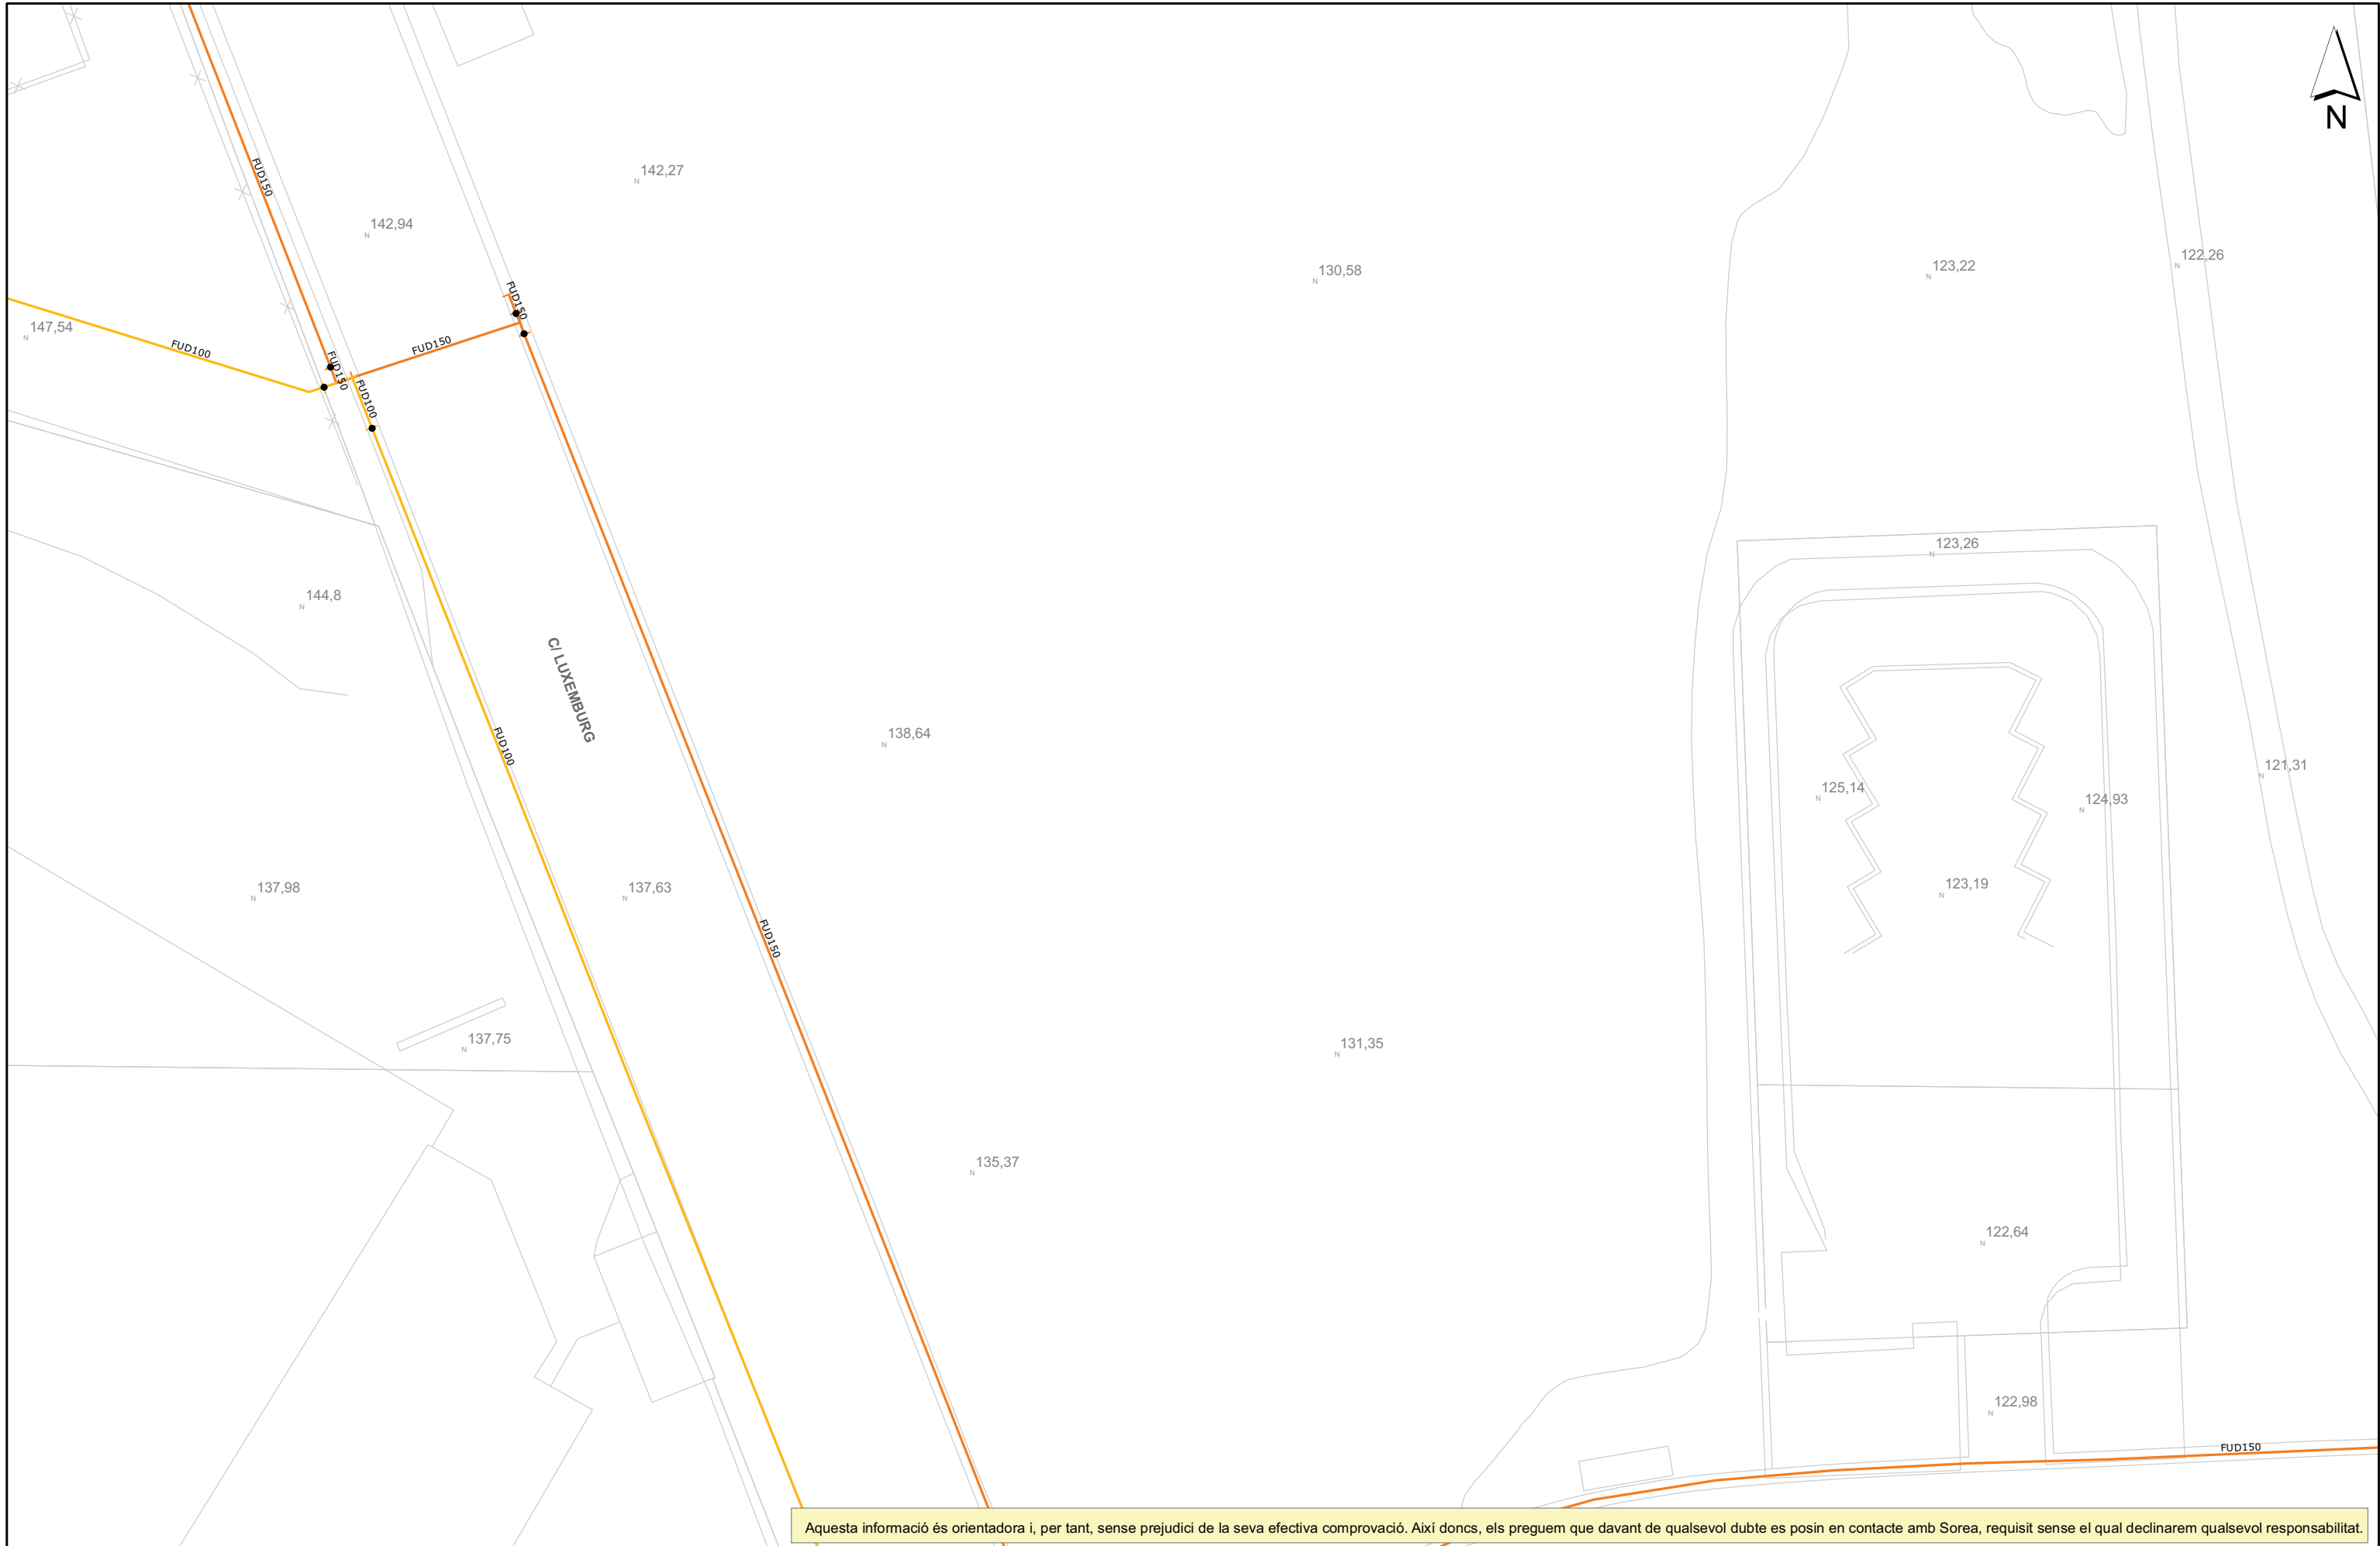 N
142,27
N
142,94
N
FUD150
122,26
N
123,22
N
130,58
N
FUD150
147,54
N
FUD100
FUD150
FUD150
FUD100
123,26
N
144,8
N
C/ LUXEMBURG
138,64
N
FUD100
121,31
N
125,14
N
124,93
N
137,98
N
137,63
N
123,19
N
FUD150
137,75
N
131,35
N
135,37
N
122,64
N
122,98
N
FUD150
Aquesta informació és orientadora i, per tant, sense prejudici de la seva efectiva comprovació. Així doncs, els preguem que davant de qualsevol dubte es posin en contacte amb Sorea, requisit sense el qual declinarem qualsevol responsabilitat.